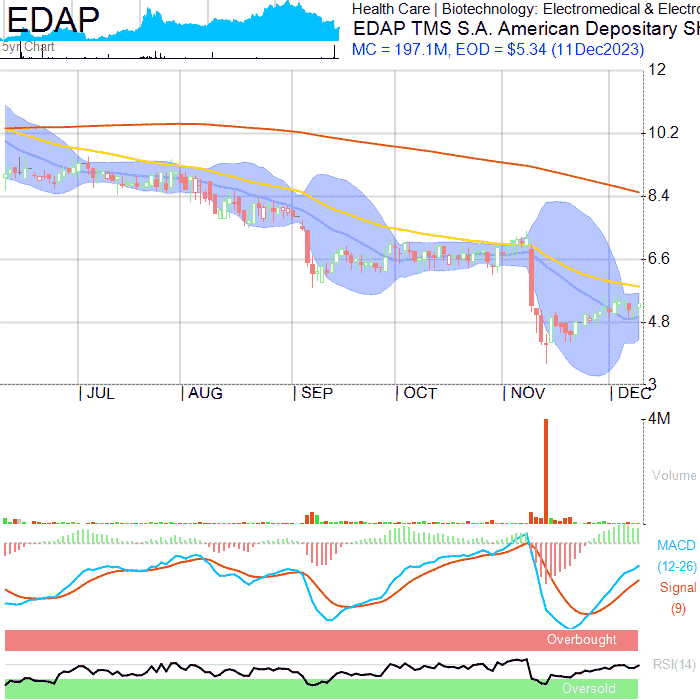 EDAP
5yr Chart
Health Care | Biotechnology: Electromedical & Electro
EDAP TMS S.A. American Depositary Sh
MC = 197.1M, EOD = $5.34 (11Dec2023)
12
10.2
8.4
6.6
4.8
3
JUL AUG SEP OCT NOV DEC
4M
Volume
MACD
(12-26)
Signal
(9)
Overbought
RSI(14)
Oversold